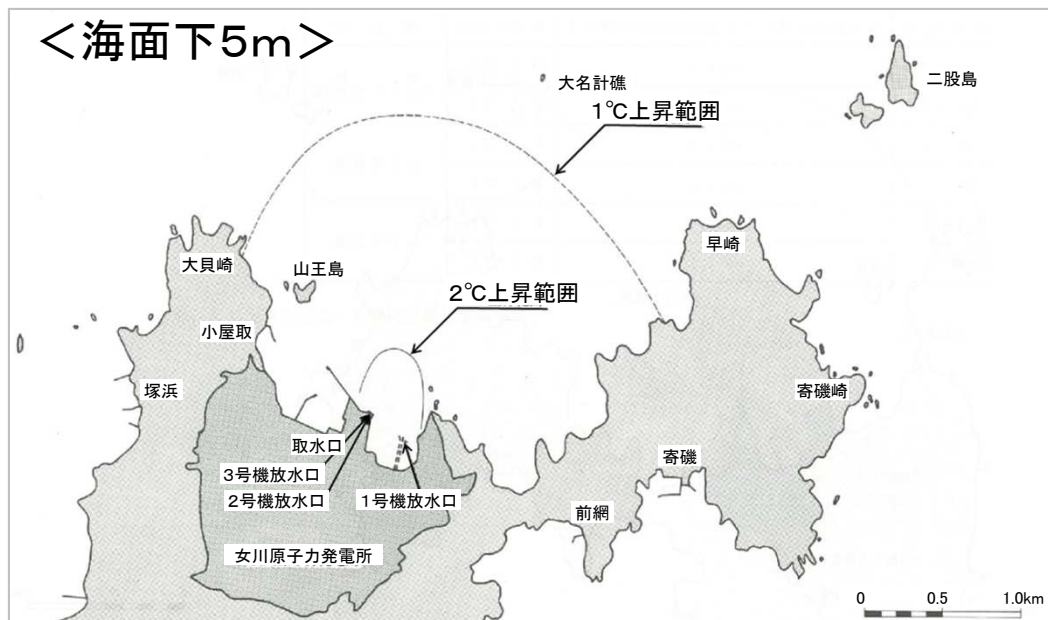 ＜海面下5m＞
大名計礁
二股島
1℃上昇範囲
早崎
大貝崎
山王島
2℃上昇範囲
小屋取
塚浜
寄磯崎
取水口
3号機放水口
2号機放水口
1号機放水口
寄磯
前網
女川原子力発電所
0 0.5 1.0km